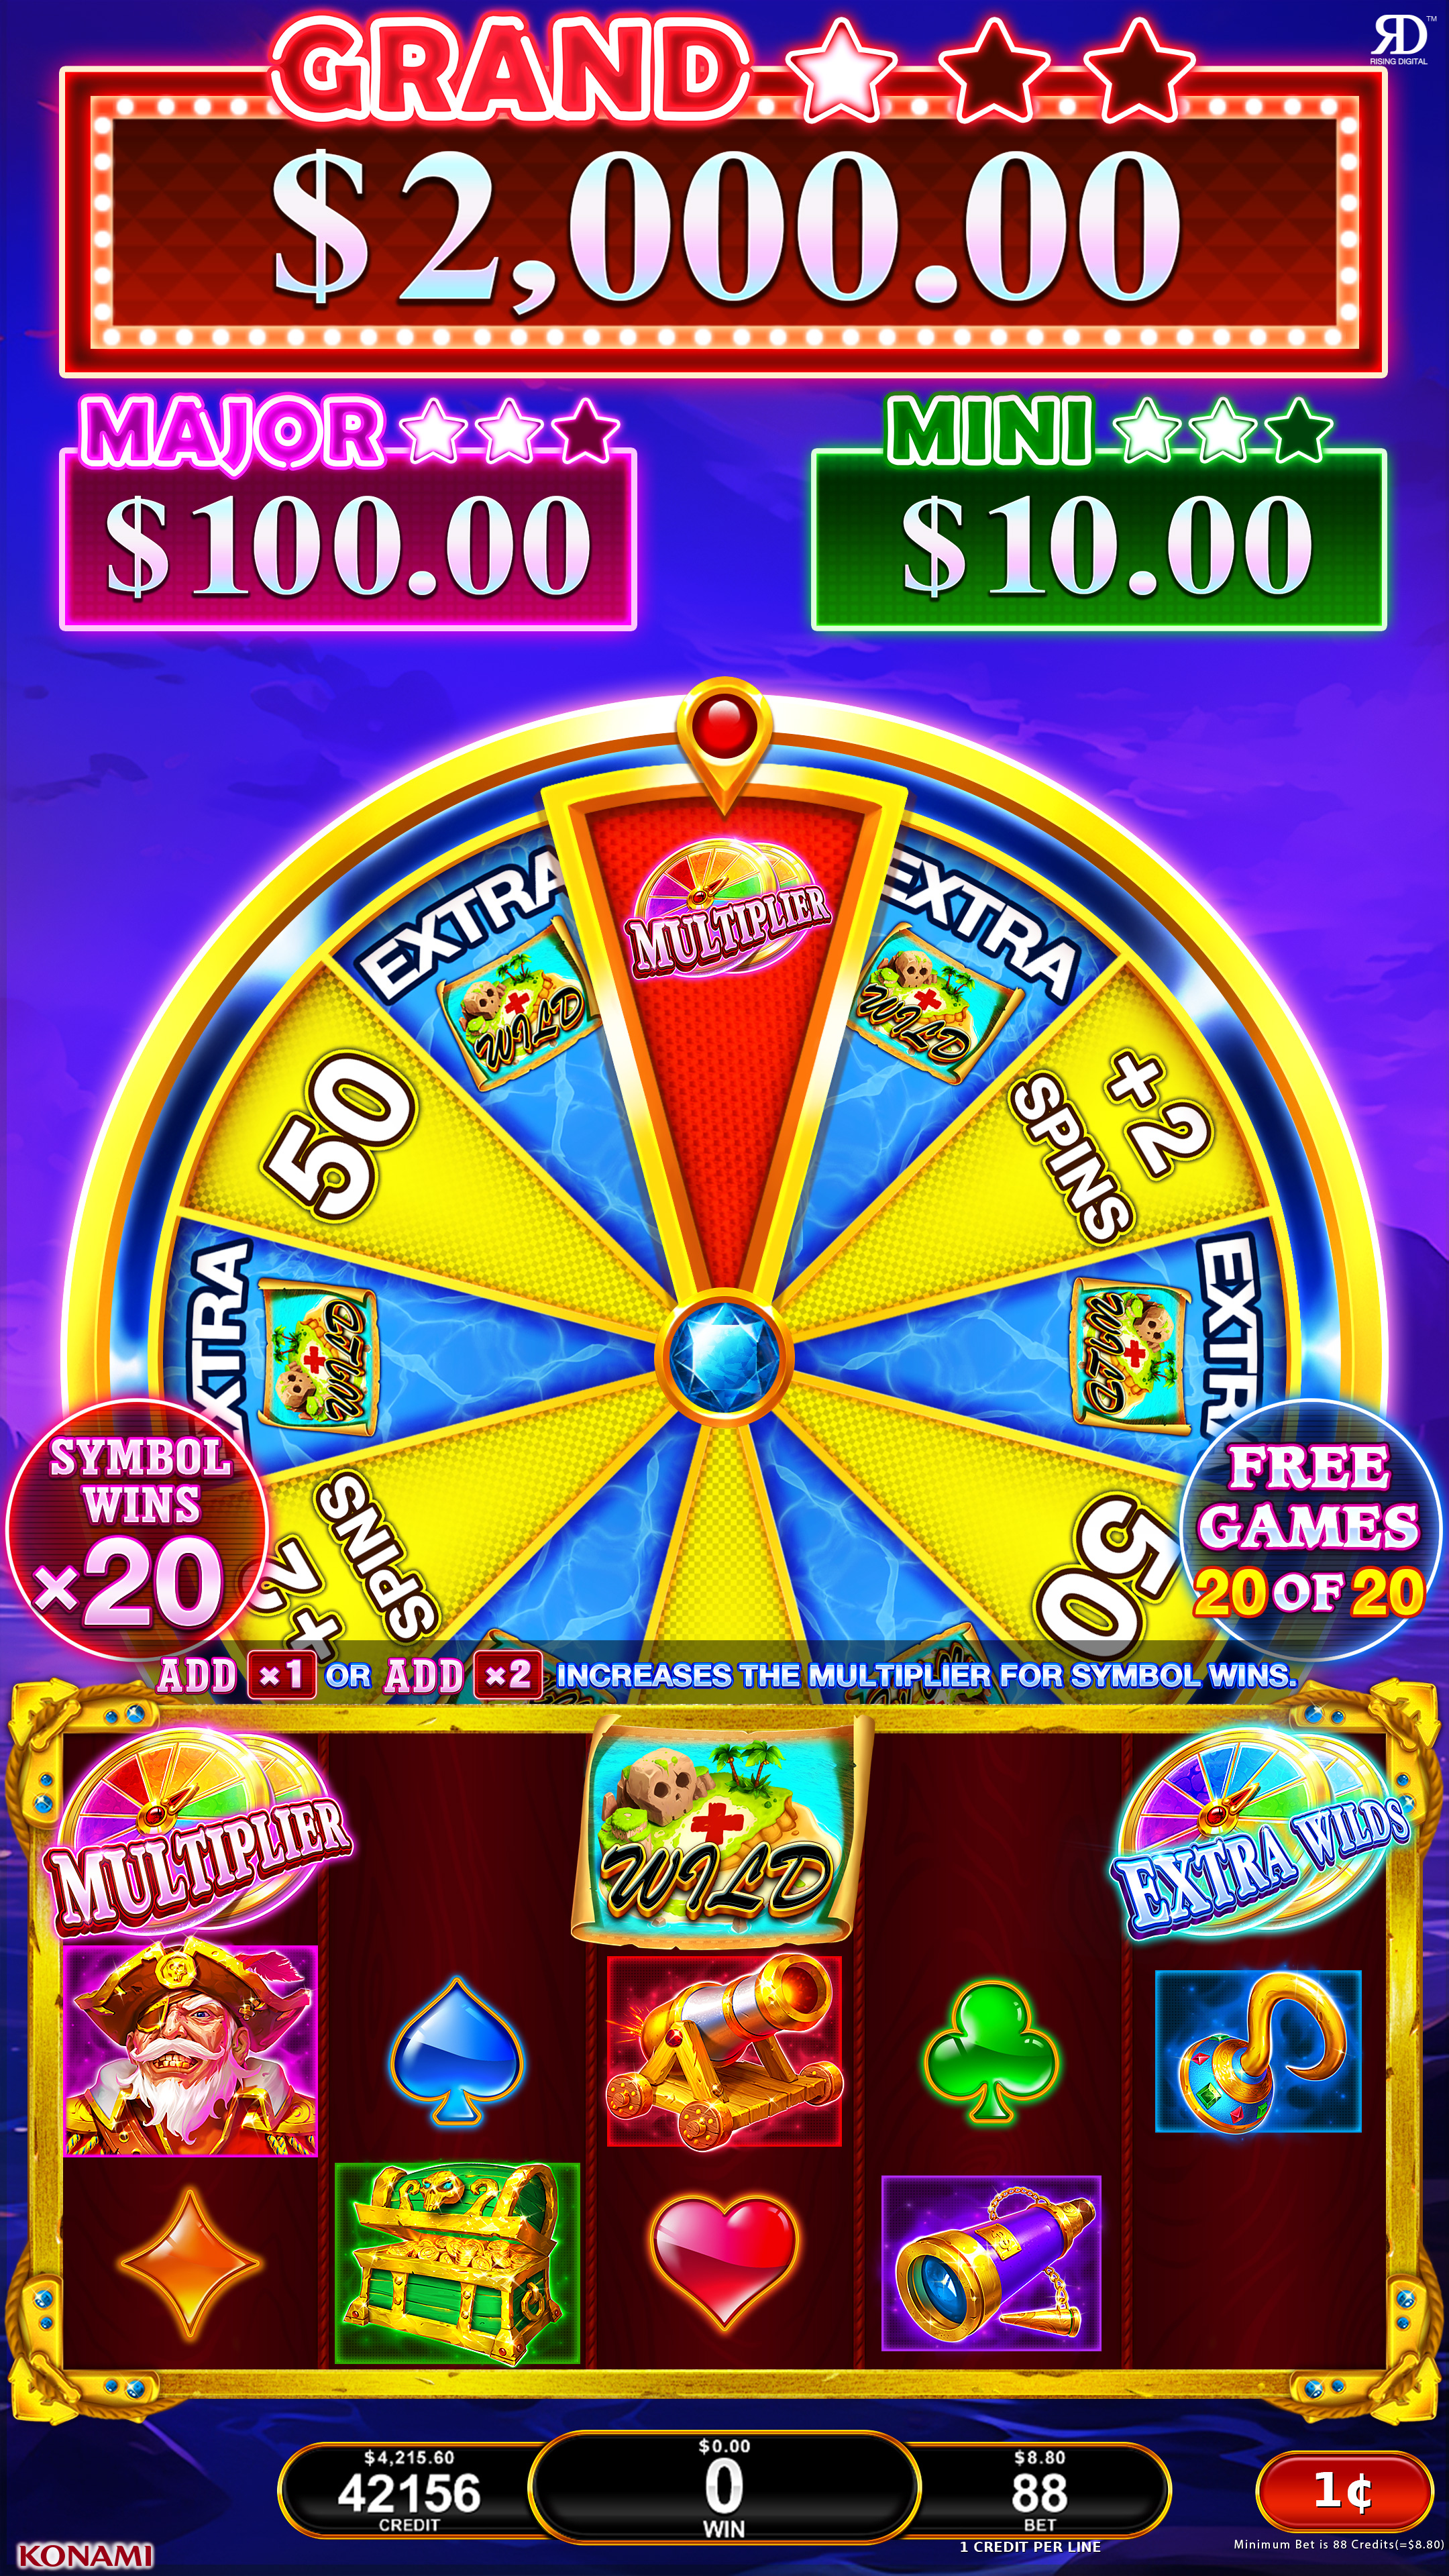 GRAND
RD™
RISING DIGITAL
$2,000.00
MAJOR
MINI
$100.00
$10.00
EXTRA
WILD
MULTIPLIER
EXTRA
WILD
50
+2
SPINS
XTRA
WILD
EXTR
WILD
SYMBOL
WINS
×20
+2
SPINS
50
FREE
GAMES
20 OF 20
ADD ×1 OR ADD ×2 INCREASES THE MULTIPLIER FOR SYMBOL WINS.
MULTIPLIER
WILD
EXTRA WILDS
$4,215.60
42156
CREDIT
$0.00
0
WIN
$8.80
88
BET
1 CREDIT PER LINE
1¢
Minimum Bet is 88 Credits(=$8.80)
KONAMI